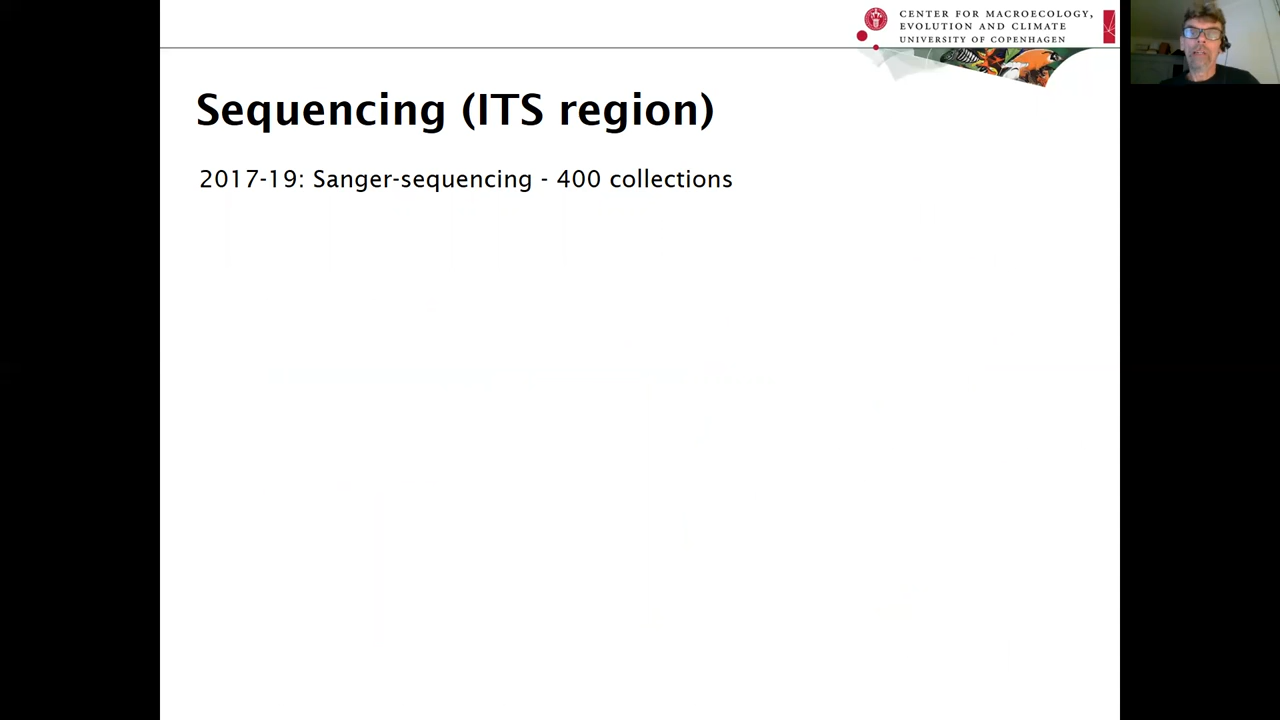 CENTER FOR MACROECOLOGY,
EVOLUTION AND CLIMATE
UNIVERSITY OF COPENHAGEN
Sequencing (ITS region)
2017-19: Sanger-sequencing - 400 collections